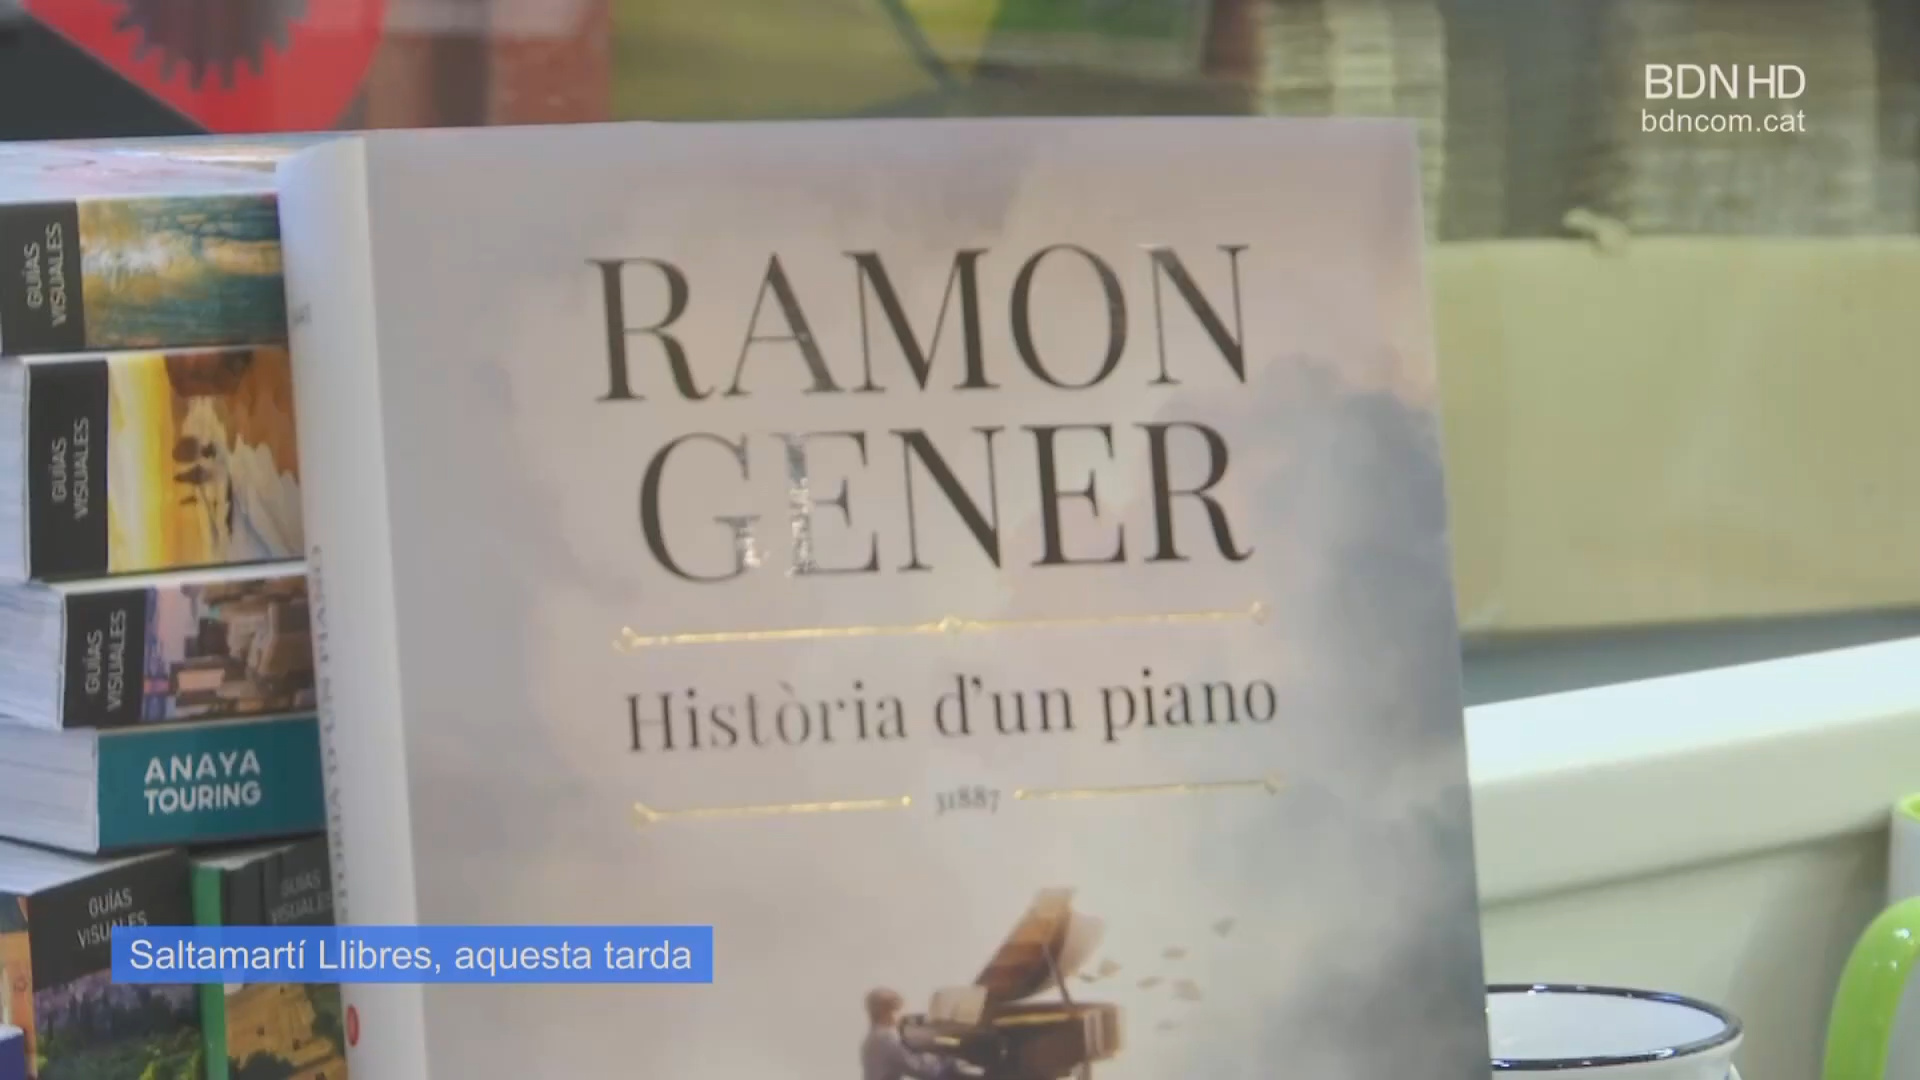 BDN HD
bdncom.cat
GUÍAS
VISUALES
GUÍAS
VISUALES
GUÍAS
VISUALES
ANAYA
TOURING
GUÍAS
VISUALES
GUÍAS
VISUALES
RAMON
GENER
Història d'un piano
31887
Saltamartí Llibres, aquesta tarda